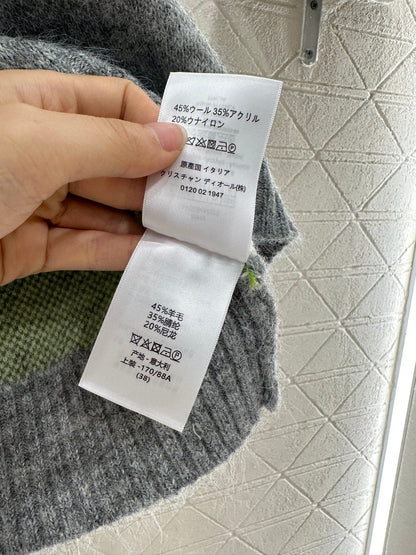 45%ウール 35%アクリル
20%ウナイロン
原産国 イタリア
クリスチャン ディオール(株)
0120 02 1947
45%羊毛
35%腈纶
20%尼龙
产地 - 意大利
上装 -170/88A
(38)